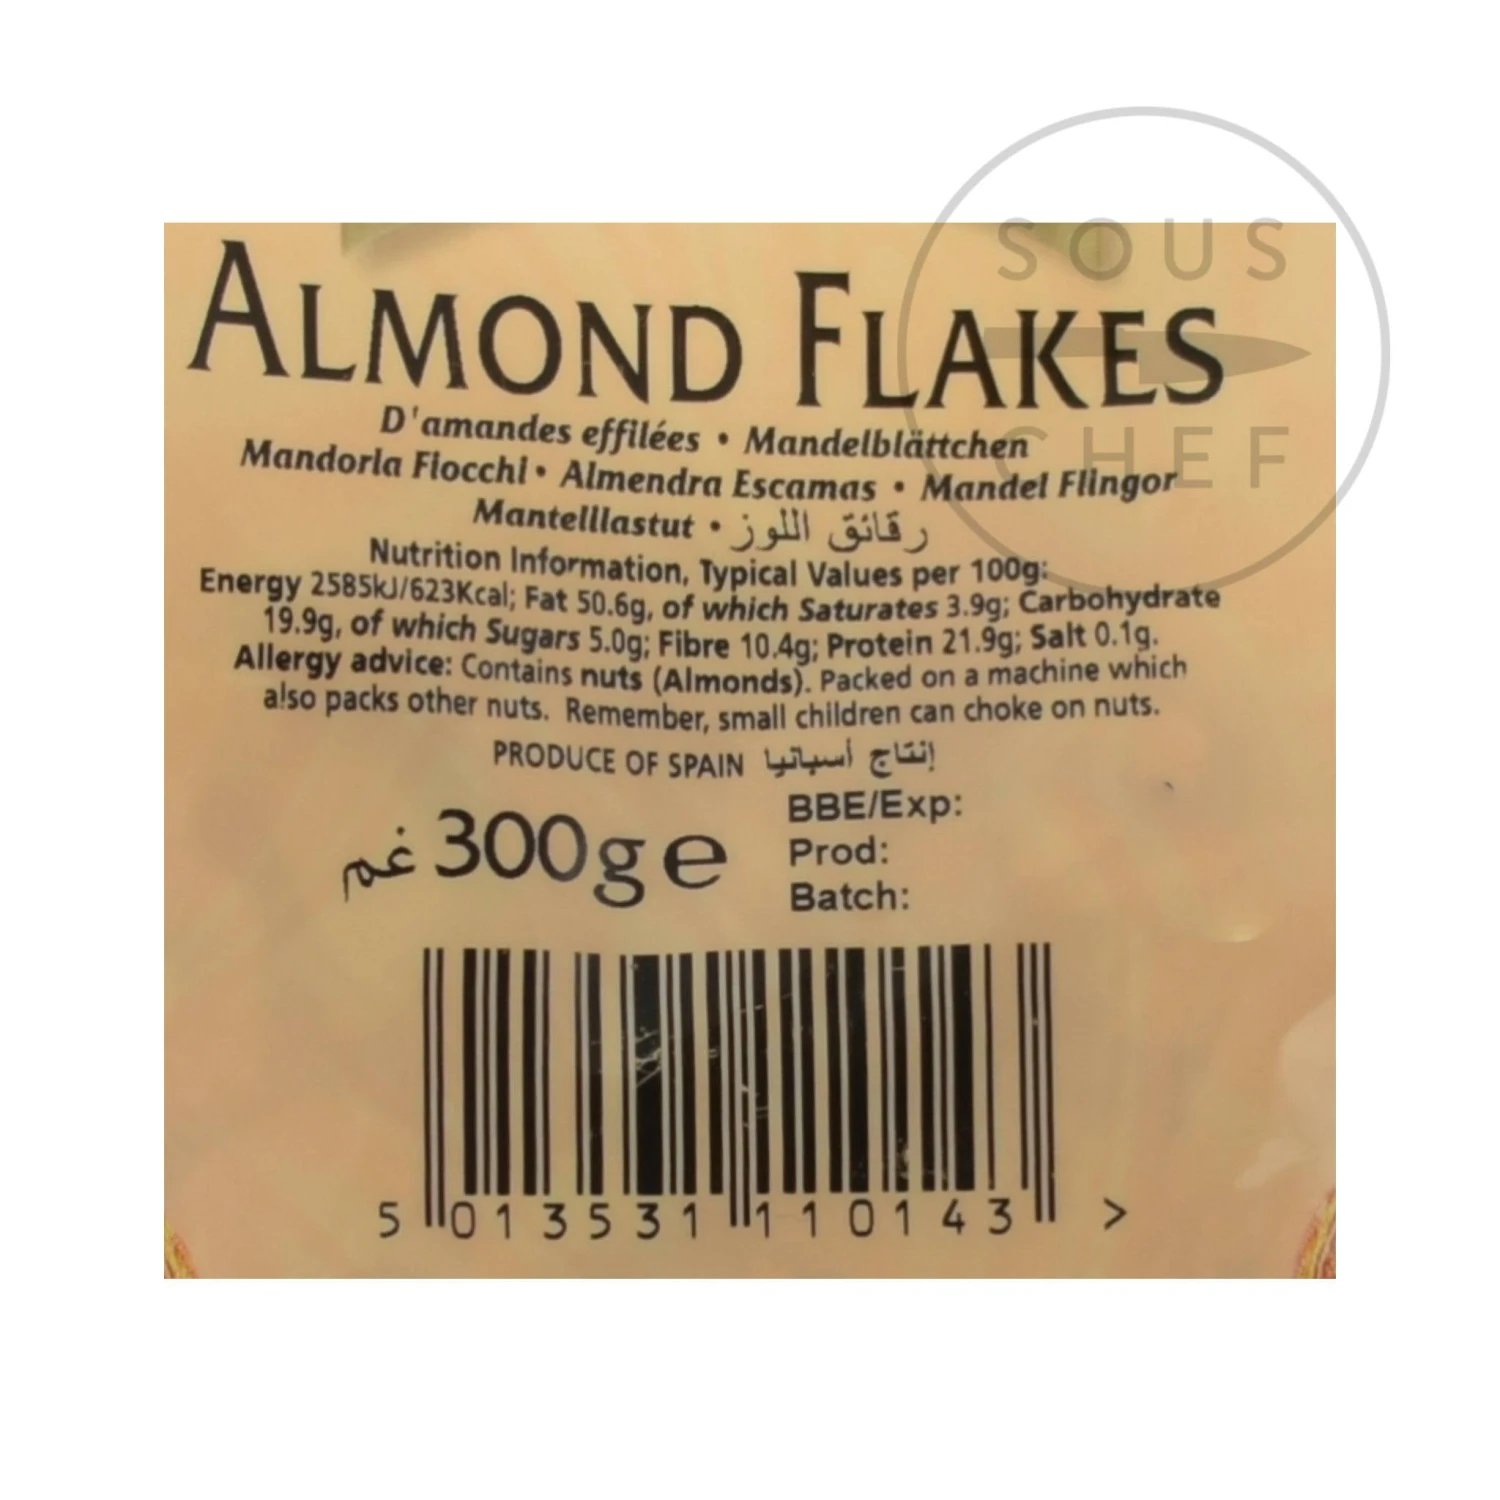 SOUS
CHEF
ALMOND FLAKES
D'amandes effilées • Mandelblättchen
Mandorla Fiocchi • Almendra Escamas • Mandel Flingor
Mantelllastut • رقائق اللوز
Nutrition Information, Typical Values per 100g:
Energy 2585kJ/623Kcal; Fat 50.6g, of which Saturates 3.9g; Carbohydrate
19.9g, of which Sugars 5.0g; Fibre 10.4g; Protein 21.9g; Salt 0.1g.
Allergy advice: Contains nuts (Almonds). Packed on a machine which
also packs other nuts. Remember, small children can choke on nuts.
PRODUCE OF SPAIN إنتاج أسبانيا
300g e غم
BBE/Exp:
Prod:
Batch:
5 013531 110143 >